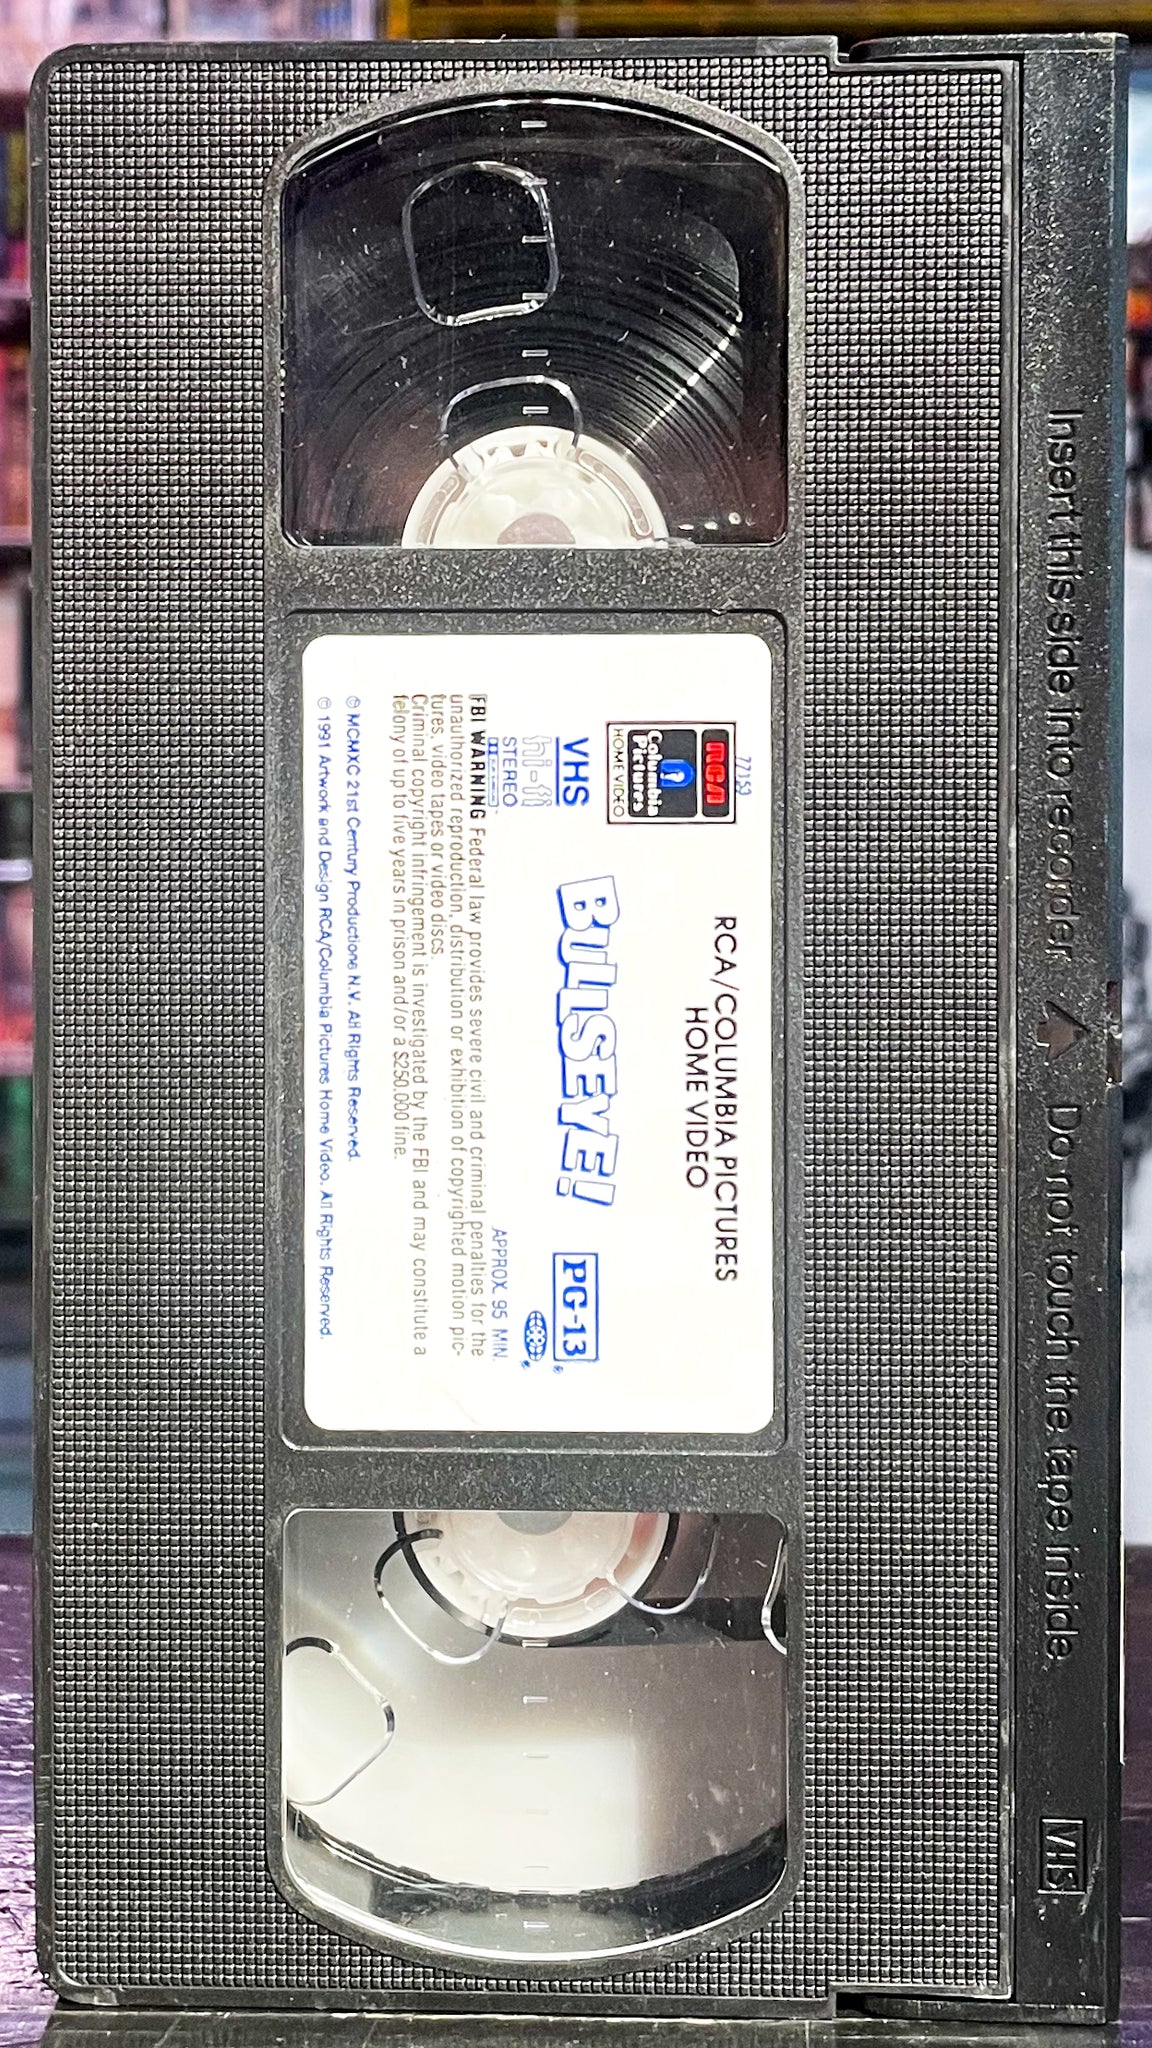 Insert this side into recorder Do not touch the tape inside
VHS
77153
RCA
Columbia
Pictures
HOME VIDEO
RCA/COLUMBIA PICTURES
HOME VIDEO
VHS
hi-fi
STEREO
BULLSEYE!
PG-13
®
APPROX. 95 MIN.
®
FBI WARNING Federal law provides severe civil and criminal penalties for the
unauthorized reproduction, distribution or exhibition of copyrighted motion pic-
tures, video tapes or video discs.
Criminal copyright infringement is investigated by the FBI and may constitute a
felony of up to five years in prison and/or a $250,000 fine.
© MCMXC 21st Century Productions N.V. All Rights Reserved.
© 1991 Artwork and Design RCA/Columbia Pictures Home Video. All Rights Reserved.